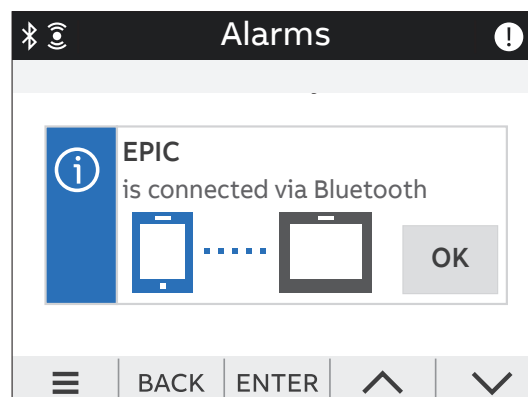 Alarms
EPIC
is connected via Bluetooth
OK
BACK
ENTER